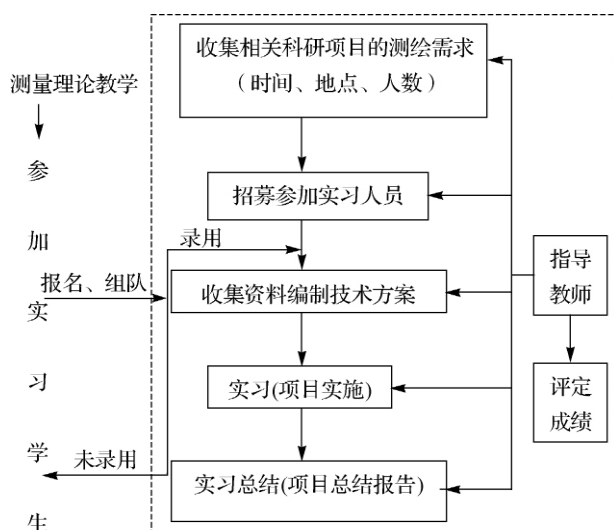 收集相关科研项目的测绘需求
(时间、地点、人数)
测量理论教学
参
加
实
习
学
生
招募参加实习人员
录用
报名、组队
收集资料编制技术方案
实习(项目实施)
未录用
实习总结(项目总结报告)
指导
教师
评定
成绩